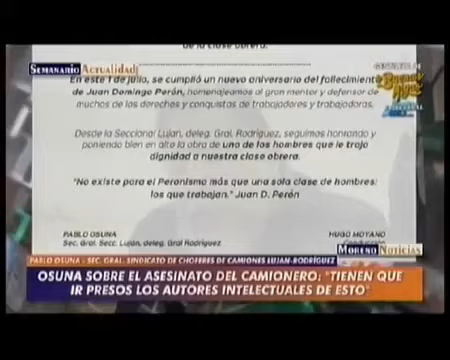 de la clase obrera.
SEMANARIO ACTUALIDAD
En este 1 de julio, se cumplió un nuevo aniversario del fallecimiento
de Juan Domingo Perón, homenajeamos al gran mentor y defensor de
muchos de los derechos y conquistas de trabajadores y trabajadoras.
Desde la Seccional Luján, deleg. Gral. Rodríguez, seguimos honrando y
poniendo bien en alto la obra de uno de los hombres que le trajo
dignidad a nuestra clase obrera.
"No existe para el Peronismo más que una sola clase de hombres:
los que trabajan." Juan D. Perón
PABLO OSUNA
Sec. Gral. Secc. Luján, deleg. Gral Rodríguez
HUGO MOYANO
MORENO NOTICIAS
PABLO OSUNA - SEC. GRAL. SINDICATO DE CHOFERES DE CAMIONES LUJAN-RODRÍGUEZ
OSUNA SOBRE EL ASESINATO DEL CAMIONERO: "TIENEN QUE
IR PRESOS LOS AUTORES INTELECTUALES DE ESTO"